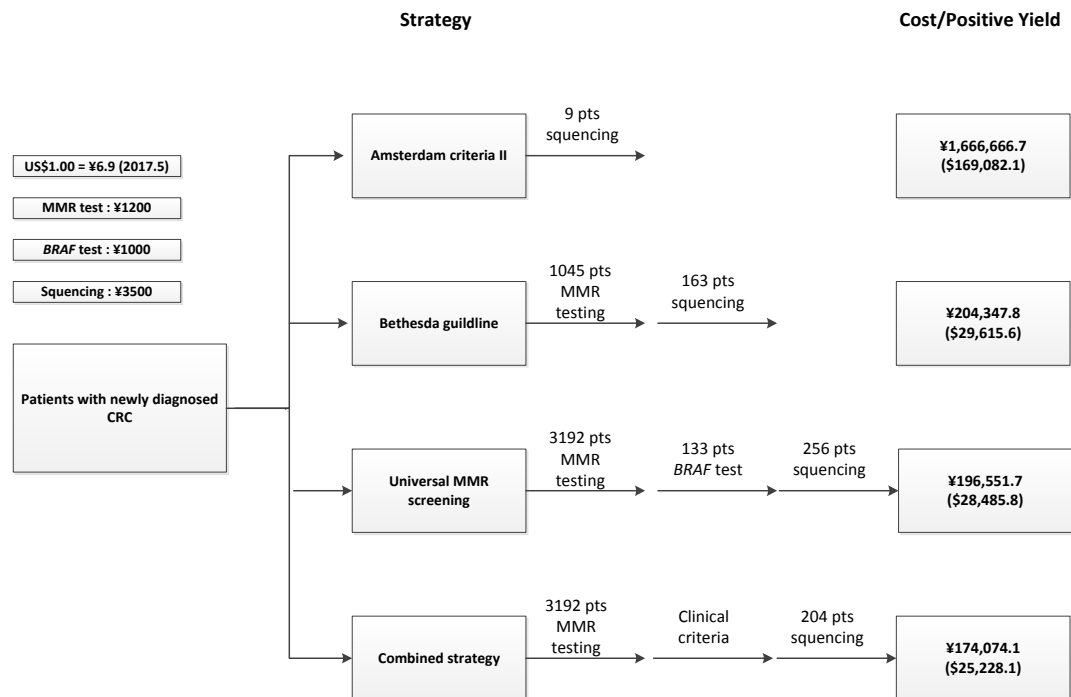 Strategy
Cost/Positive Yield
US$1.00 = ¥6.9 (2017.5)
MMR test : ¥1200
BRAF test : ¥1000
Squencing : ¥3500
Patients with newly diagnosed
CRC
Amsterdam criteria II
9 pts
squencing
¥1,666,666.7
($169,082.1)
Bethesda guildline
1045 pts
MMR
testing
163 pts
squencing
¥204,347.8
($29,615.6)
Universal MMR
screening
3192 pts
MMR
testing
133 pts
BRAF test
256 pts
squencing
¥196,551.7
($28,485.8)
Combined strategy
3192 pts
MMR
testing
Clinical
criteria
204 pts
squencing
¥174,074.1
($25,228.1)